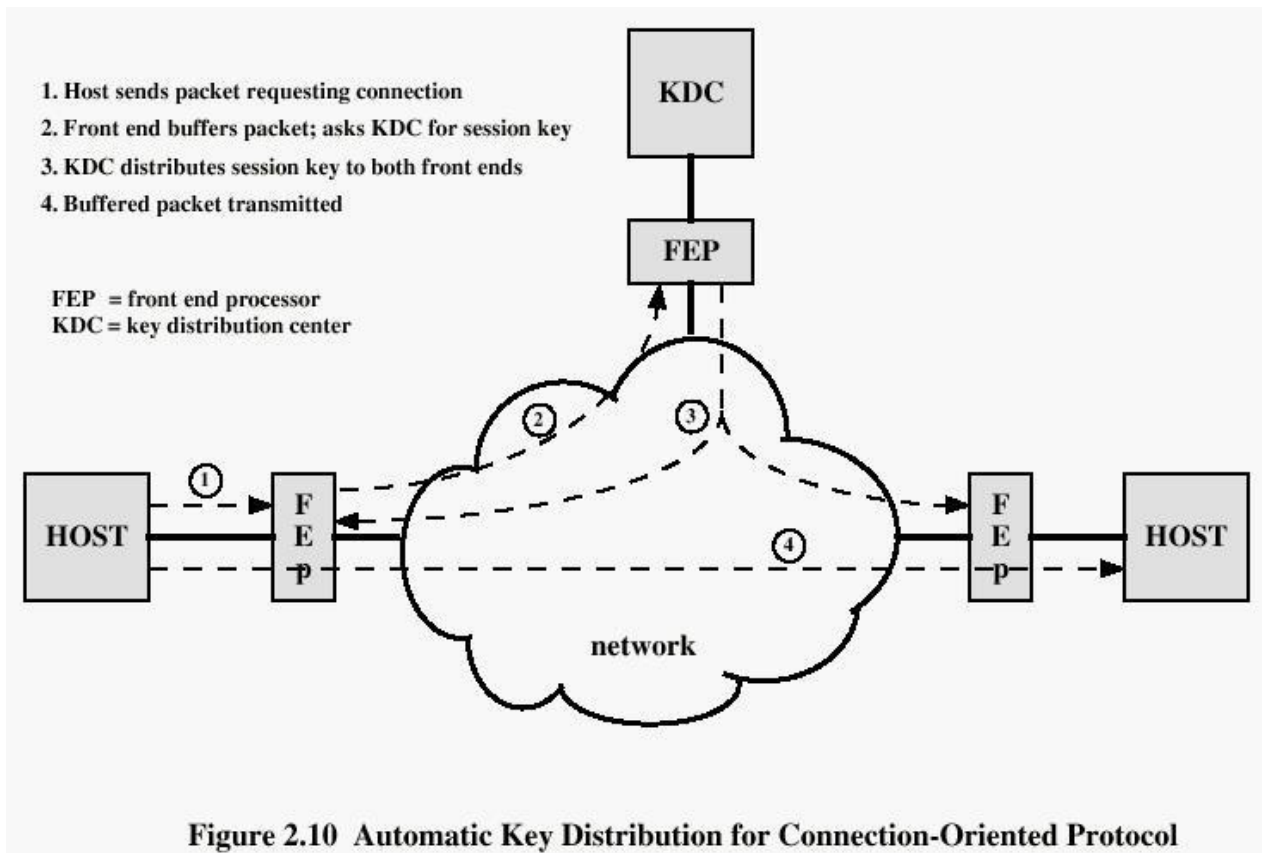 1. Host sends packet requesting connection
2. Front end buffers packet; asks KDC for session key
3. KDC distributes session key to both front ends
4. Buffered packet transmitted
FEP = front end processor
KDC = key distribution center
KDC
FEP
2
3
1
HOST
F
E
p
4
F
E
p
HOST
network
Figure 2.10 Automatic Key Distribution for Connection-Oriented Protocol